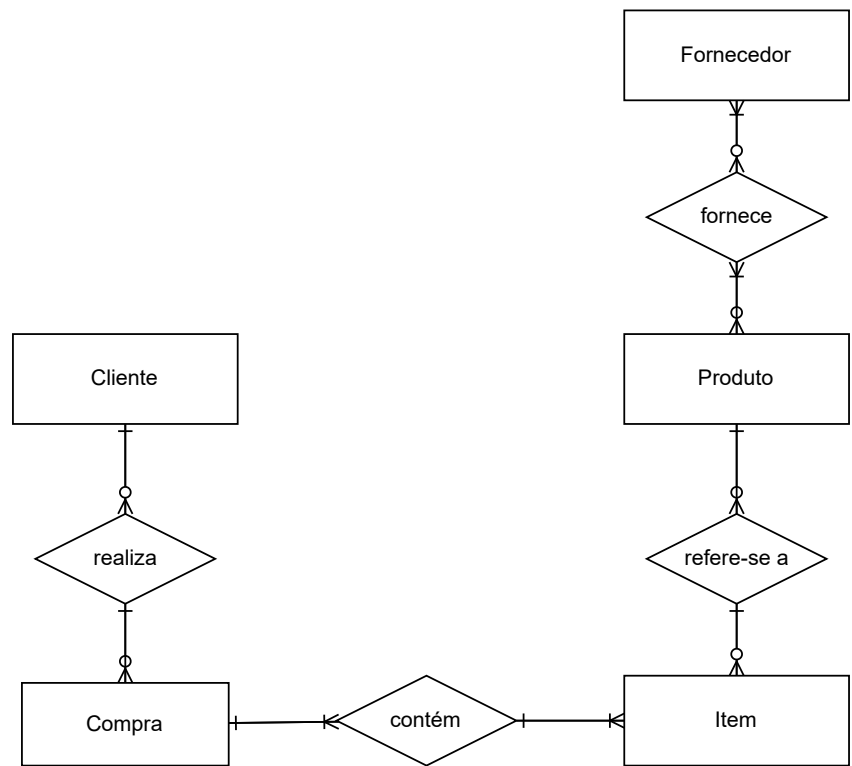 Fornecedor
fornece
Cliente
Produto
realiza
refere-se a
Compra
contém
Item